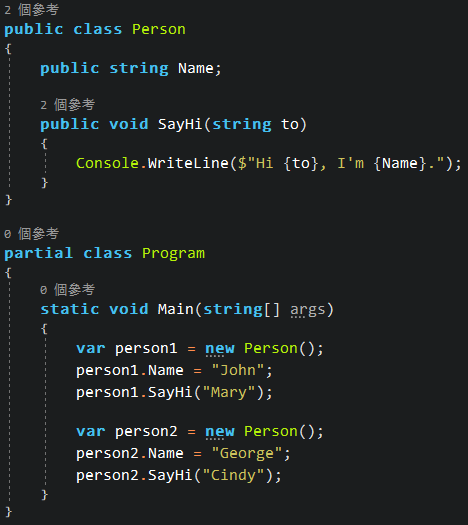 2 個參考
public class Person
{
    public string Name;

    2 個參考
    public void SayHi(string to)
    {
        Console.WriteLine($"Hi {to}, I'm {Name}.");
    }
}

0 個參考
partial class Program
{
    0 個參考
    static void Main(string[] args)
    {
        var person1 = new Person();
        person1.Name = "John";
        person1.SayHi("Mary");

        var person2 = new Person();
        person2.Name = "George";
        person2.SayHi("Cindy");
    }
}